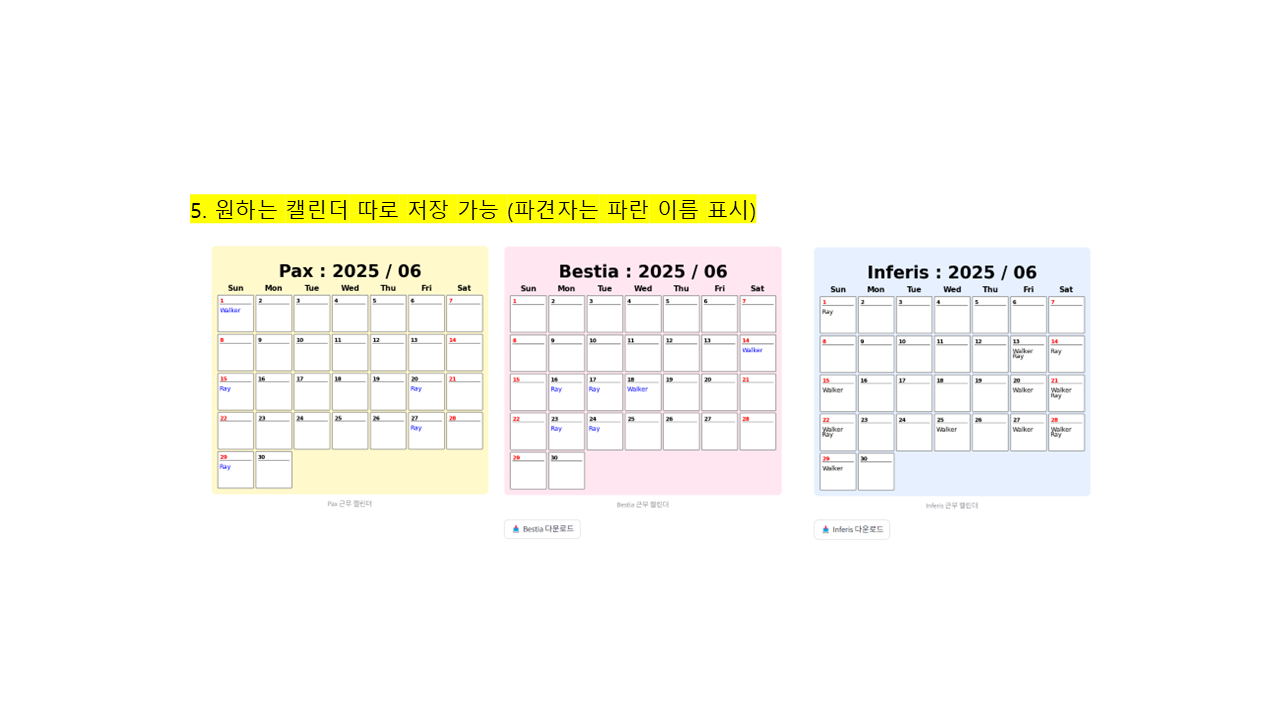 5. 원하는 캘린더 따로 저장 가능 (파견자는 파란 이름 표시)
Pax : 2025 / 06
Sun Mon Tue Wed Thu Fri Sat
1 2 3 4 5 6 7
Walker
8 9 10 11 12 13 14
15 16 17 18 19 20 21
Ray Ray
22 23 24 25 26 27 28
Ray
29 30
Ray
Pax 근무 캘린더
Bestia : 2025 / 06
Sun Mon Tue Wed Thu Fri Sat
1 2 3 4 5 6 7
8 9 10 11 12 13 14
Walker
15 16 17 18 19 20 21
Ray Ray Walker
22 23 24 25 26 27 28
Ray Ray
29 30
Bestia 근무 캘린더
Bestia 다운로드
Inferis : 2025 / 06
Sun Mon Tue Wed Thu Fri Sat
1 2 3 4 5 6 7
Ray
8 9 10 11 12 13 14
Walker Ray
Ray
15 16 17 18 19 20 21
Walker Walker Walker
Ray
22 23 24 25 26 27 28
Walker Walker Walker Walker
Ray Ray
29 30
Walker
Inferis 근무 캘린더
Inferis 다운로드